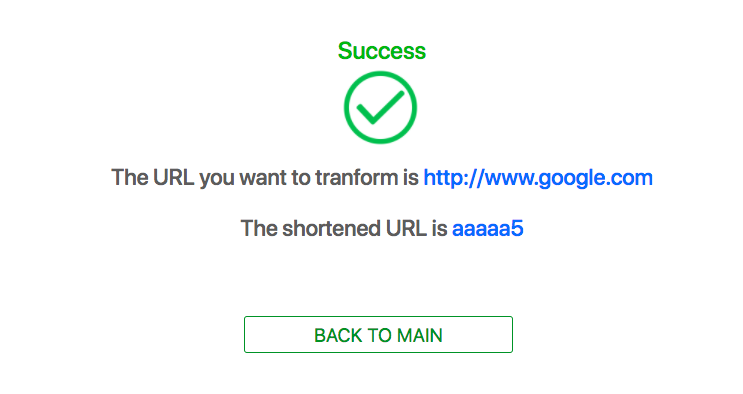 Success
The URL you want to tranform is http://www.google.com
The shortened URL is aaaaa5
BACK TO MAIN